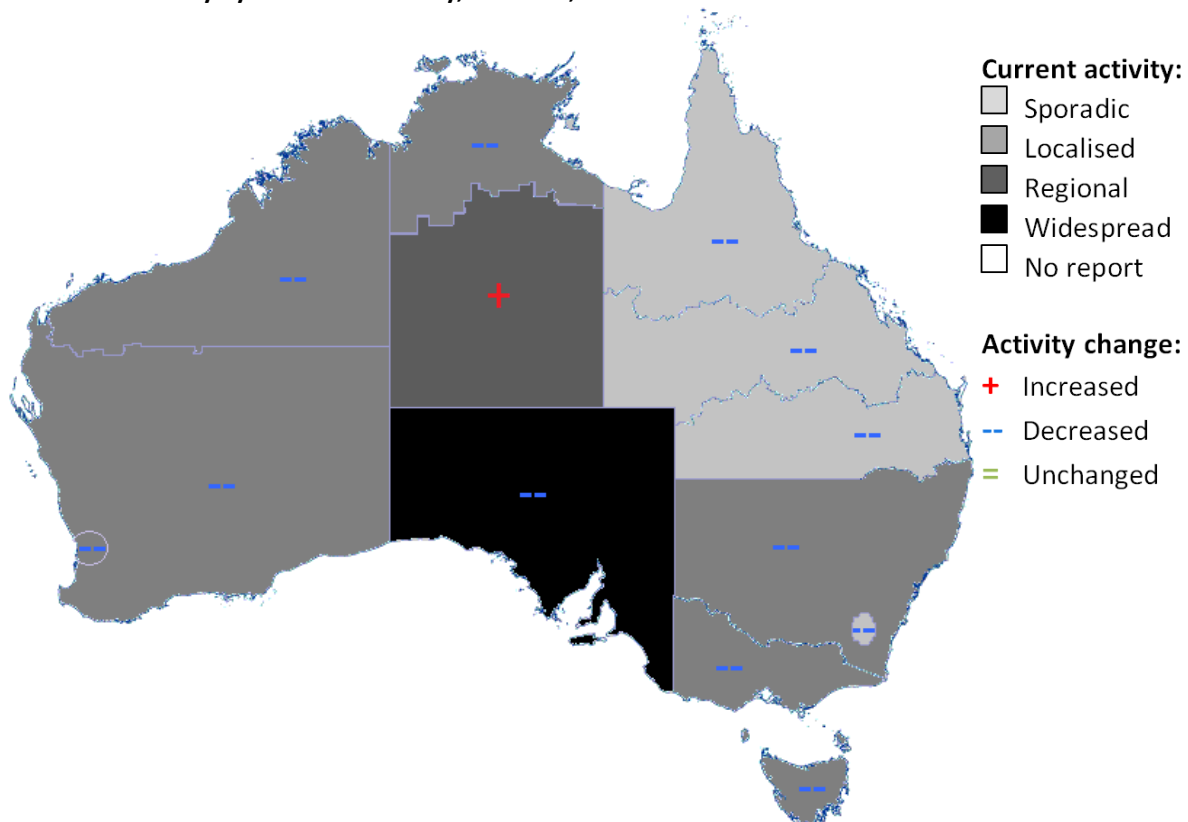 Current activity:
Sporadic
Localised
Regional
Widespread
No report
Activity change:
+ Increased
-- Decreased
= Unchanged